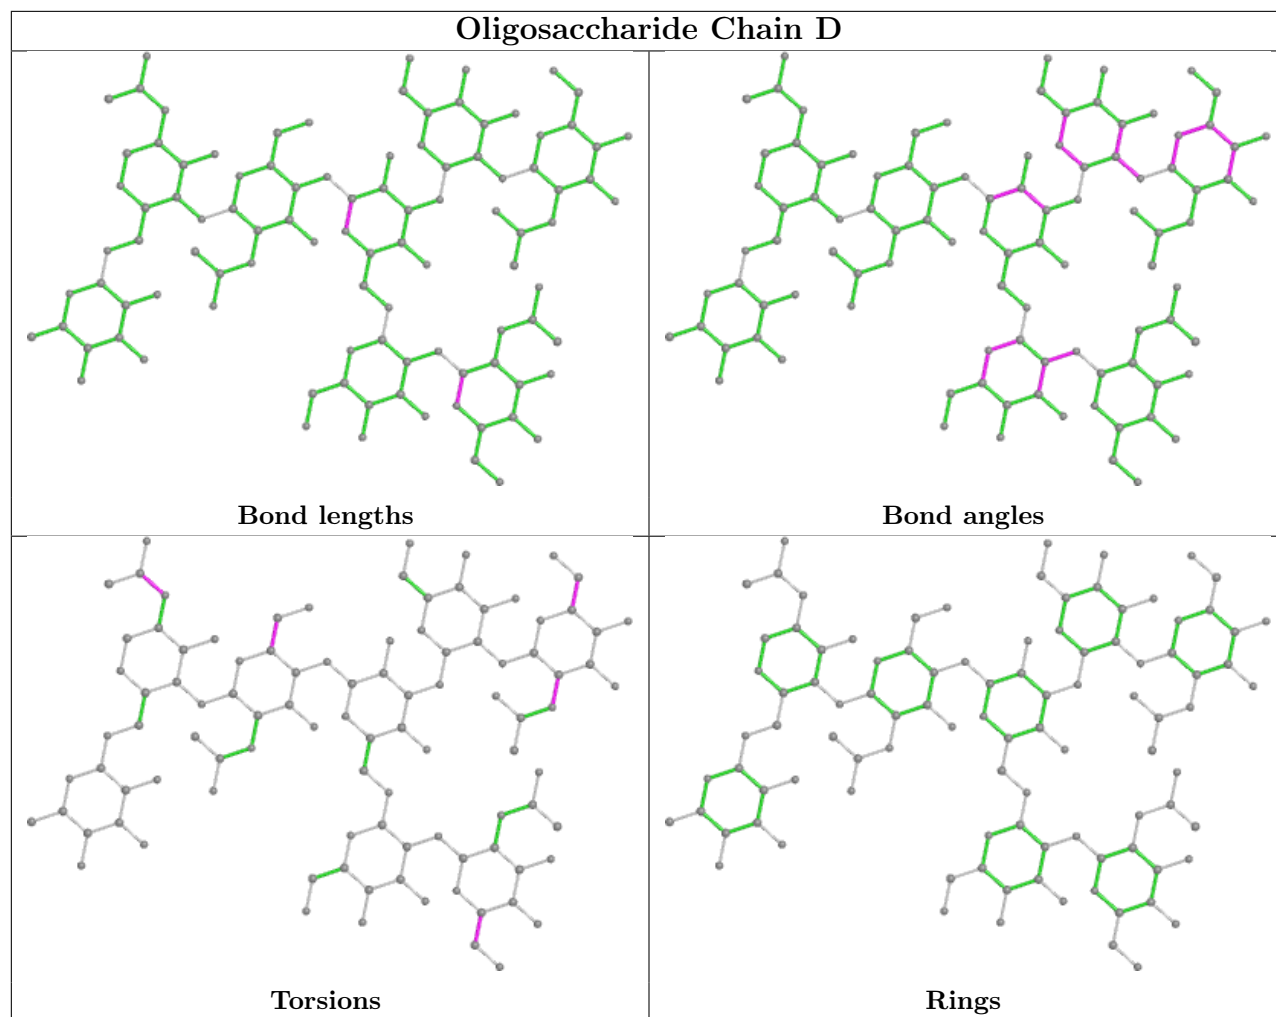 Oligosaccharide Chain D
Bond lengths
Bond angles
Torsions
Rings